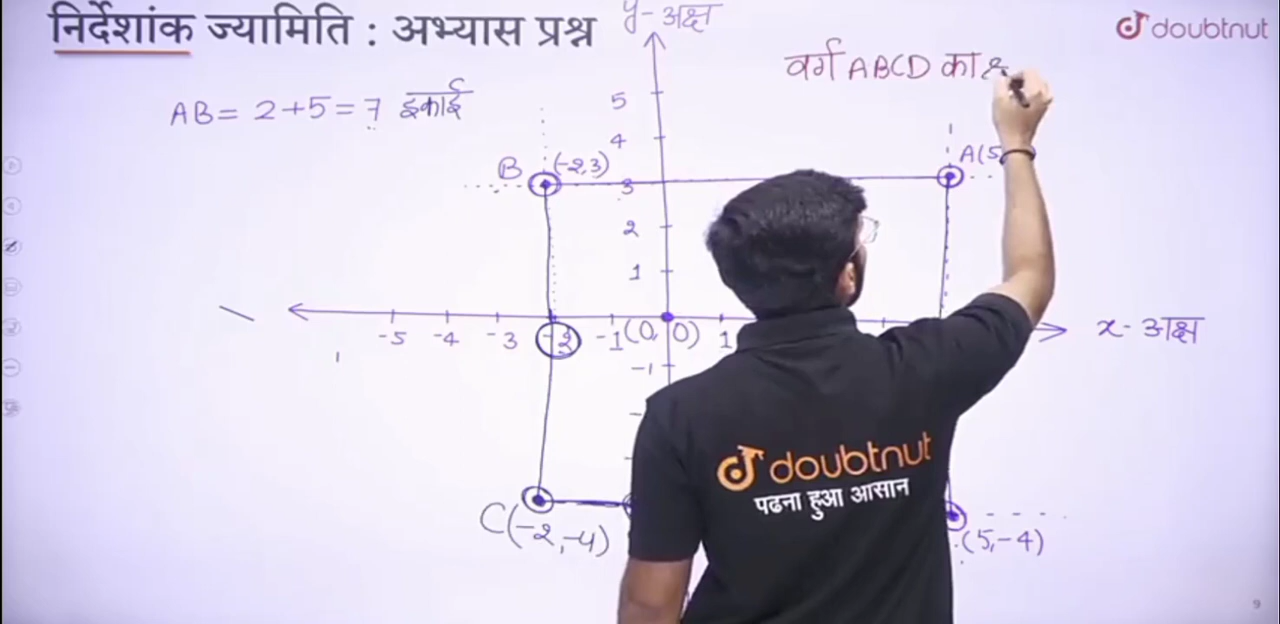 निर्देशांक ज्यामिति : अभ्यास प्रश्न
y-अक्ष
doubtnut
वर्ग ABCD का
AB = 2+5 = 7 इकाई
5
4
B (-2,3)
A(5,
3
2
1
-5 -4 -3 -2 -1 (0,0) 1
x-अक्ष
-1
doubtnut
पढना हुआ आसान
C(-2,-4)
(5,-4)
9